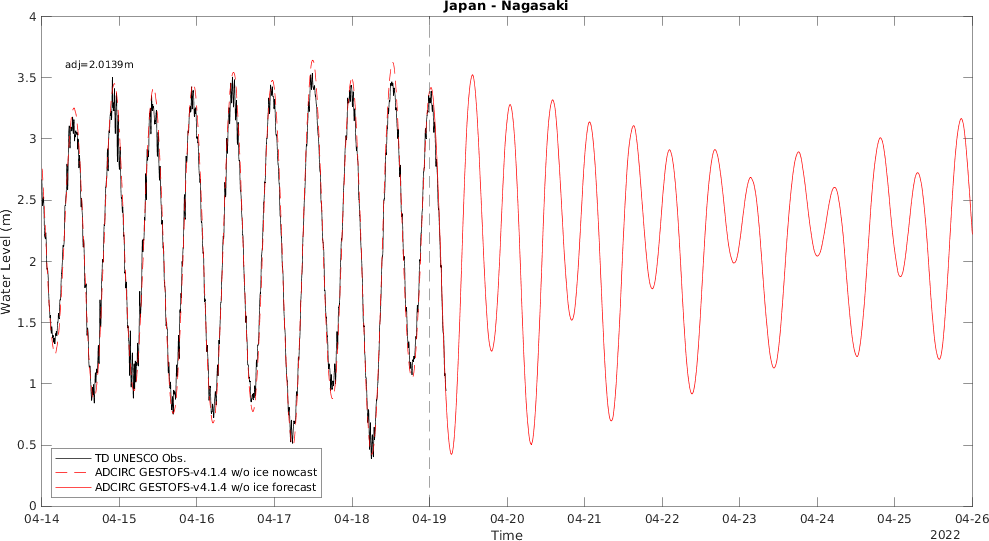 Japan - Nagasaki
adj=2.0139m
Water Level (m)
4
3.5
3
2.5
2
1.5
1
0.5
0
TD UNESCO Obs.
ADCIRC GESTOFS-v4.1.4 w/o ice nowcast
ADCIRC GESTOFS-v4.1.4 w/o ice forecast
04-14 04-15 04-16 04-17 04-18 04-19 04-20 04-21 04-22 04-23 04-24 04-25 04-26
Time
2022